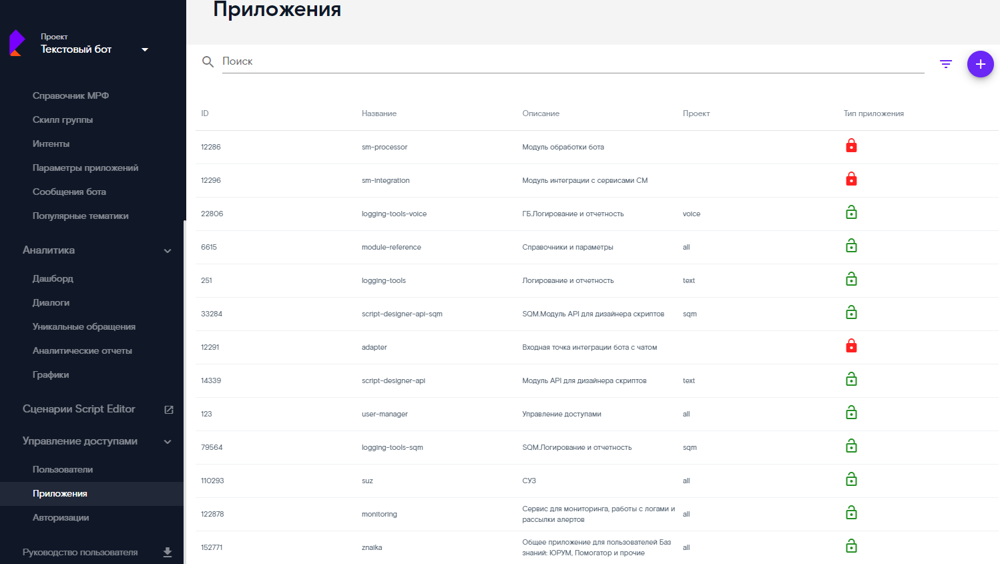 Проект
Текстовый бот
Справочник МРФ
Скилл группы
Интенты
Параметры приложений
Сообщения бота
Популярные тематики
Аналитика
Дашборд
Диалоги
Уникальные обращения
Аналитические отчеты
Графики
Сценарии Script Editor
Управление доступами
Пользователи
Приложения
Авторизации
Руководство пользователя
Приложения
Поиск
ID Название Описание Проект Тип приложения
12286 sm-processor Модуль обработки бота
12296 sm-integration Модуль интеграции с сервисами СМ
22806 logging-tools-voice ГБ.Логирование и отчетность voice
6615 module-reference Справочники и параметры all
251 logging-tools Логирование и отчетность text
33284 script-designer-api-sqm SQM.Модуль API для дизайнера скриптов sqm
12291 adapter Входная точка интеграции бота с чатом
14339 script-designer-api Модуль API для дизайнера скриптов text
123 user-manager Управление доступами all
79564 logging-tools-sqm SQM.Логирование и отчетность sqm
110293 suz СУЗ all
122878 monitoring Сервис для мониторинга, работы с логами и
рассылки алертов all
152771 znaika Общее приложение для пользователей Баз
знаний: ЮРУМ, Помогатор и прочие all